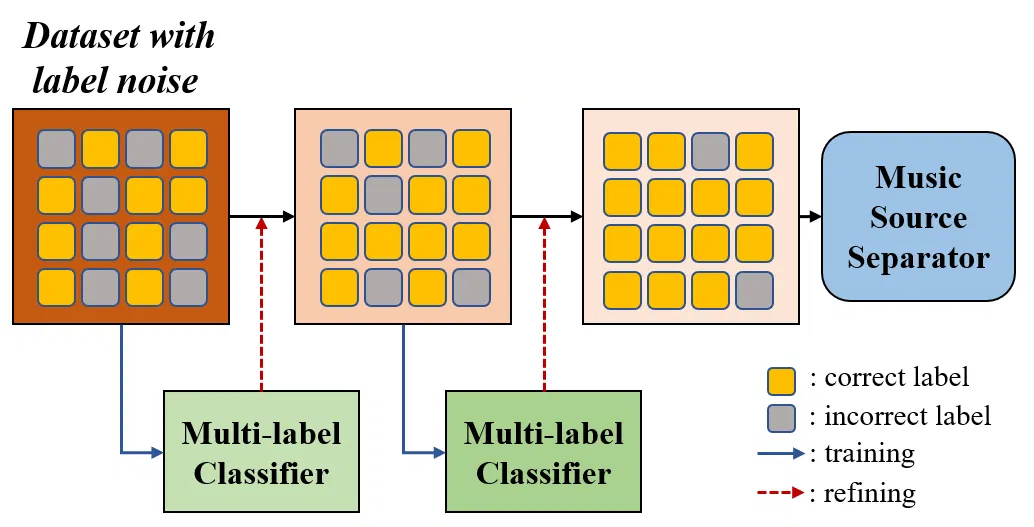 Dataset with
label noise
Music
Source
Separator
Multi-label
Classifier
Multi-label
Classifier
: correct label
: incorrect label
: training
: refining